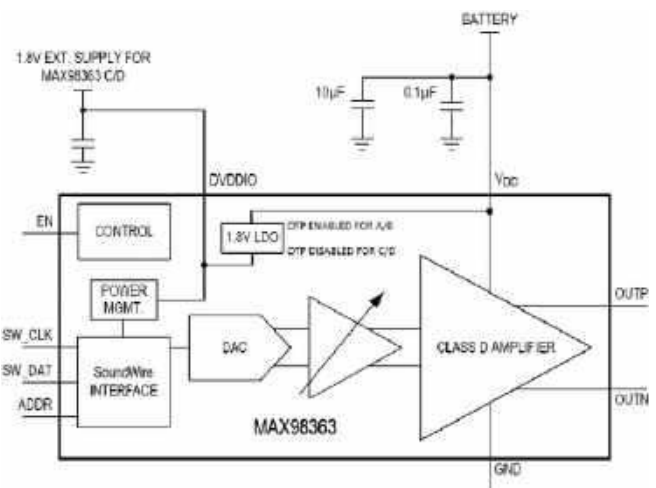 BATTERY
1.8V EXT. SUPPLY FOR
MAX98363 C/D
10µF
0.1µF
DVDDIO
VDD
EN
CONTROL
1.8V LDO
OTP ENABLED FOR A/B
OTP DISABLED FOR C/D
POWER
MGMT.
SW_CLK
SW_DAT
ADDR
SoundWire
INTERFACE
DAC
CLASS D AMPLIFIER
OUTP
OUTN
MAX98363
GND